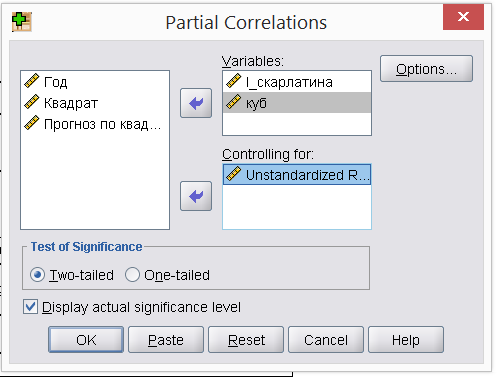 Partial Correlations
Variables:
Год
Квадрат
Прогноз по квад...
I_скарлатина
куб
Options...
Controlling for:
Unstandardized R...
Test of Significance
Two-tailed
One-tailed
Display actual significance level
OK
Paste
Reset
Cancel
Help